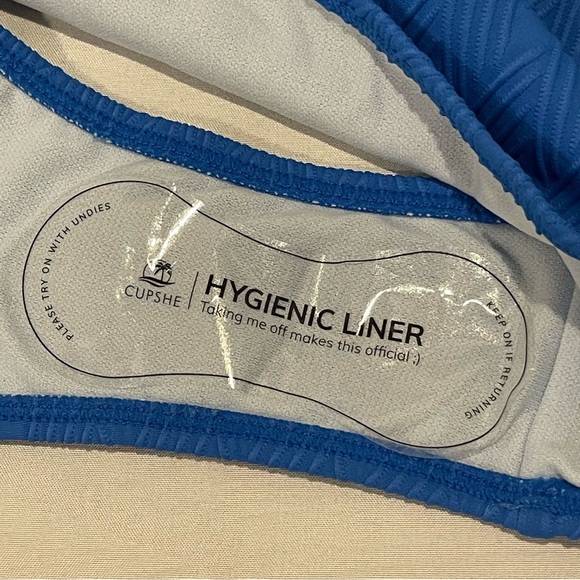 PLEASE TRY ON WITH UNDIES
CUPSHE
HYGIENIC LINER
Taking me off makes this official ;)
KEEP ON IF RETURNING